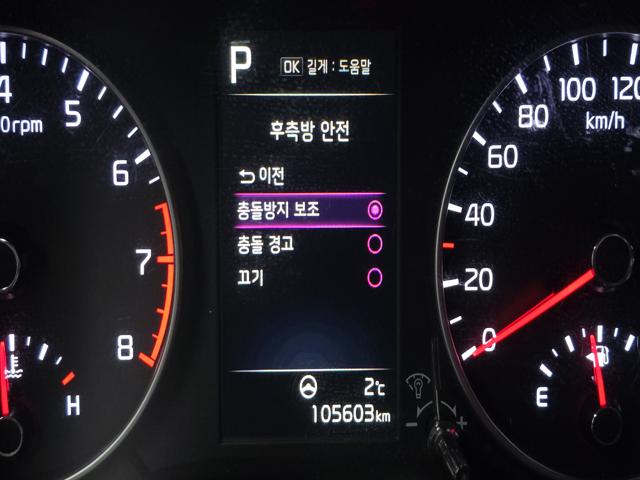 P
OK 길게 : 도움말
후측방 안전
이전
충돌방지 보조
충돌 경고
끄기
2℃
105603km
4
5
6
7
8
0rpm
H
0
20
40
60
80
100
120
km/h
E
- +